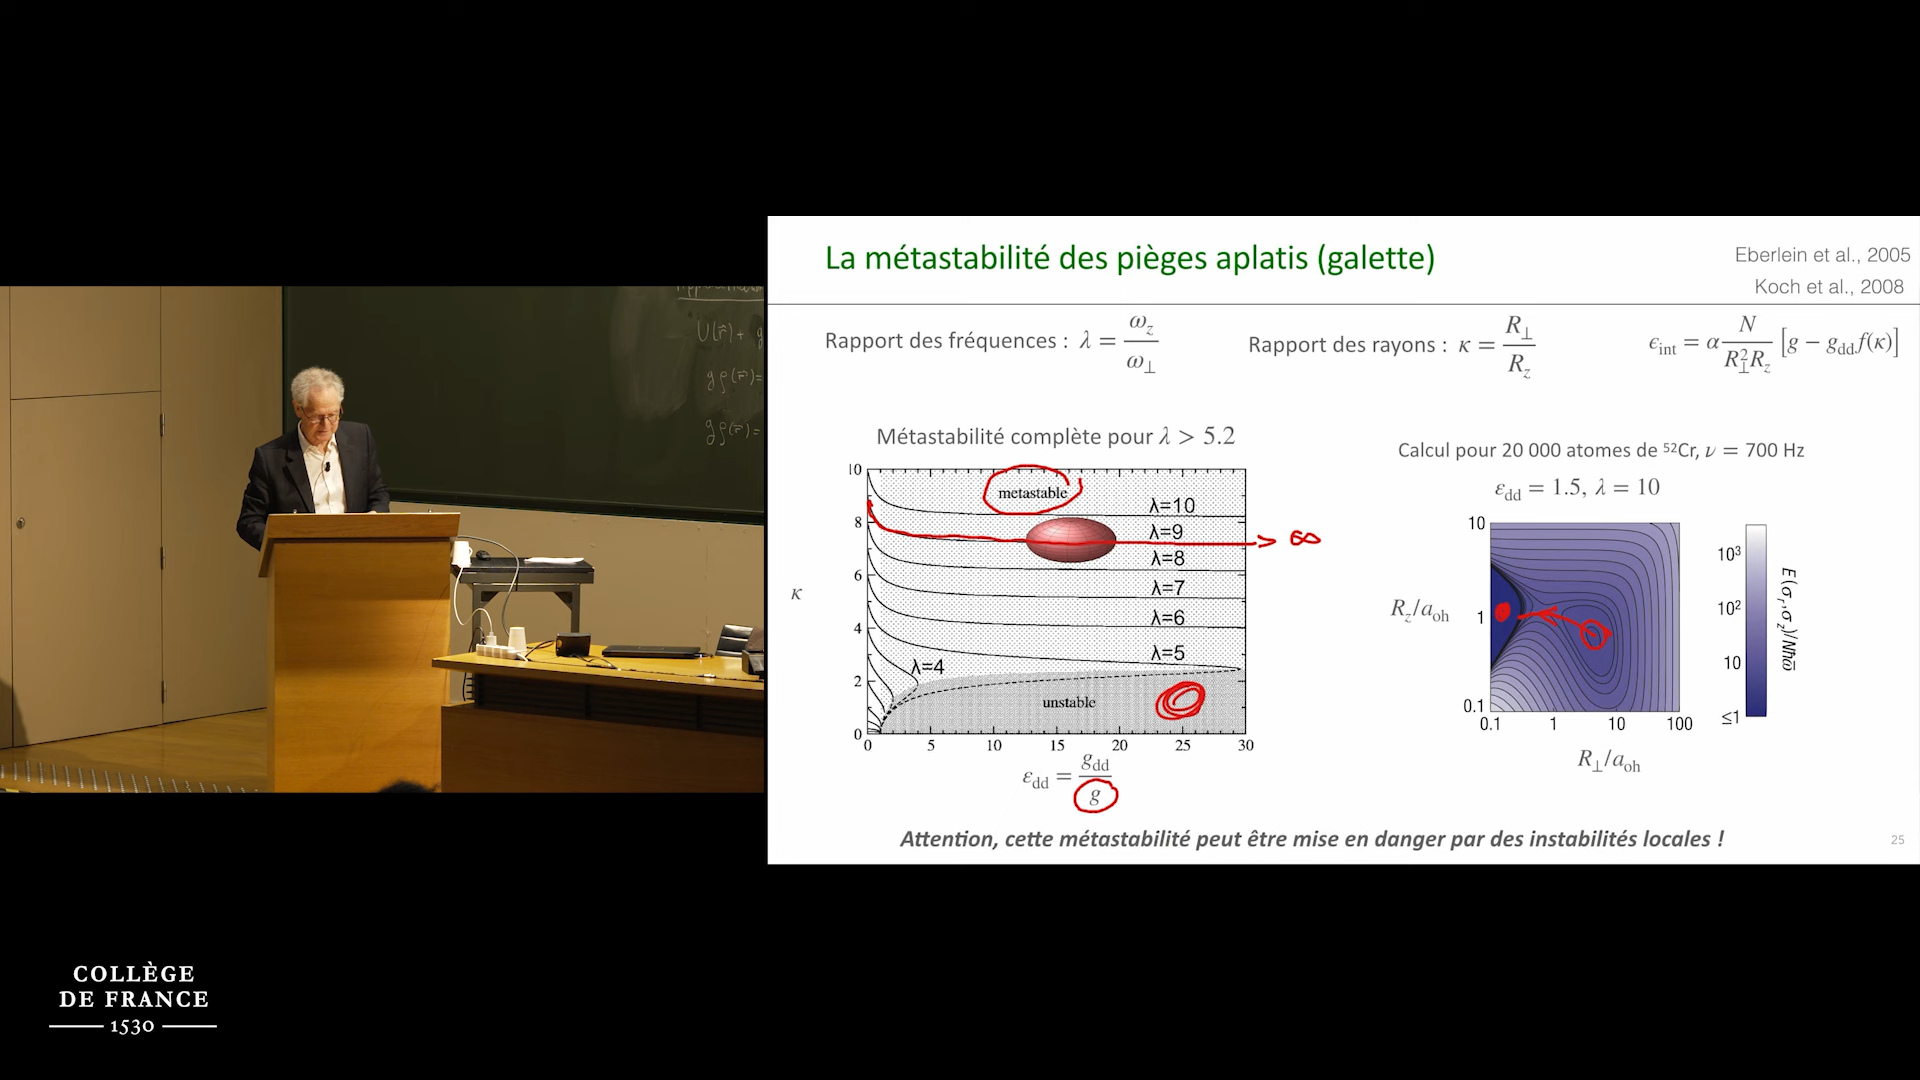 La métastabilité des pièges aplatis (galette)
Eberlein et al., 2005
Koch et al., 2008
Rapport des fréquences : λ = ω_z / ω_⊥
Rapport des rayons : κ = R_⊥ / R_z
ϵ_int = α N / (R_⊥² R_z) [g − g_dd f(κ)]
Métastabilité complète pour λ > 5.2
10
8
6
4
2
0
κ
metastable
λ=10
λ=9
∞
λ=8
λ=7
λ=6
λ=5
λ=4
unstable
0 5 10 15 20 25 30
ε_dd = g_dd / g
Calcul pour 20 000 atomes de ⁵²Cr, ν = 700 Hz
ε_dd = 1.5, λ = 10
10
1
0.1
R_z/a_oh
0.1 1 10 100
R_⊥/a_oh
10³
10²
10
≤1
E(σ_r,σ_z)/Nħω̄
Attention, cette métastabilité peut être mise en danger par des instabilités locales !
25
U(r⃗) +
gρ(r⃗)=
gρ(r⃗)=
COLLÈGE
DE FRANCE
1530